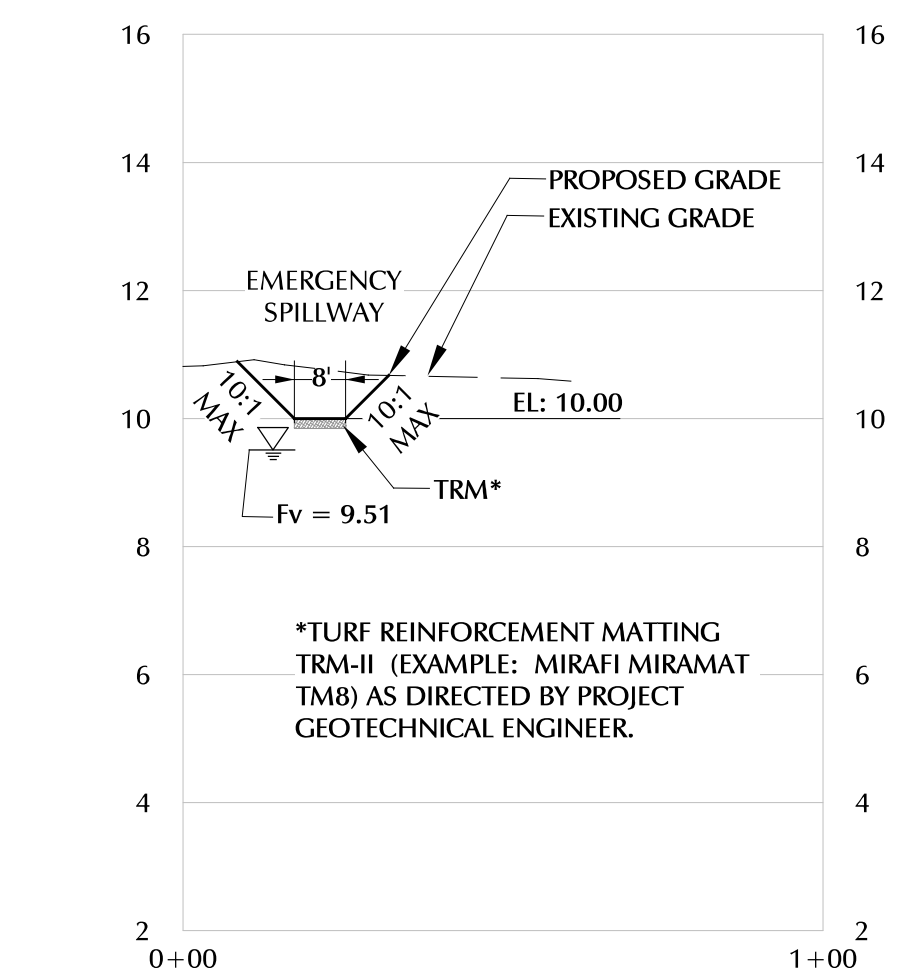 16 16
14 14
PROPOSED GRADE
EXISTING GRADE
12 12
EMERGENCY
SPILLWAY
8'
10:1
MAX
10:1
MAX
EL: 10.00
10 10
TRM*
Fv = 9.51
8 8
*TURF REINFORCEMENT MATTING
TRM-II (EXAMPLE: MIRAFI MIRAMAT
6 6
TM8) AS DIRECTED BY PROJECT
GEOTECHNICAL ENGINEER.
4 4
2 2
0+00 1+00